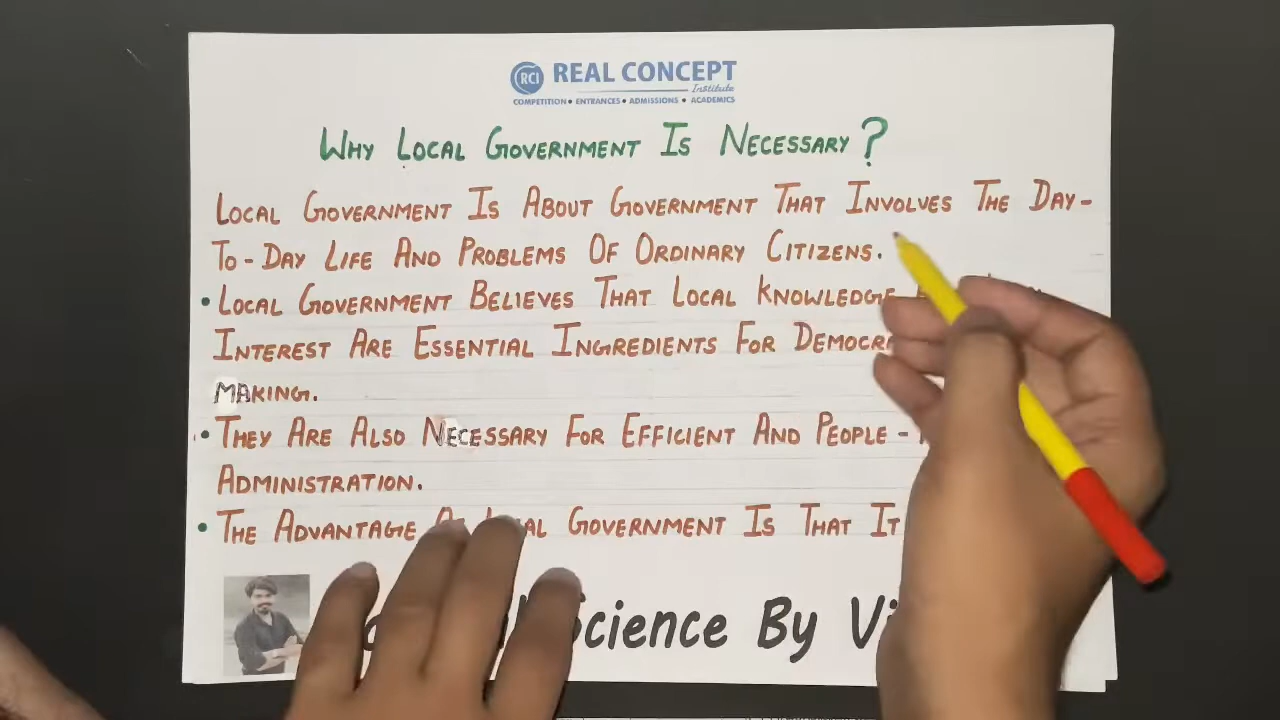 RCI REAL CONCEPT
Institute
COMPETITION • ENTRANCES • ADMISSIONS • ACADEMICS
WHY LOCAL GOVERNMENT IS NECESSARY?
LOCAL GOVERNMENT IS ABOUT GOVERNMENT THAT INVOLVES THE DAY-
TO-DAY LIFE AND PROBLEMS OF ORDINARY CITIZENS.
• LOCAL GOVERNMENT BELIEVES THAT LOCAL KNOWLEDGE
INTEREST ARE ESSENTIAL INGREDIENTS FOR
MAKING.
• THEY ARE ALSO NECESSARY FOR EFFICIENT AND PEOPLE-
ADMINISTRATION.
• THE ADVANTAGE GOVERNMENT IS THAT IT
Science By